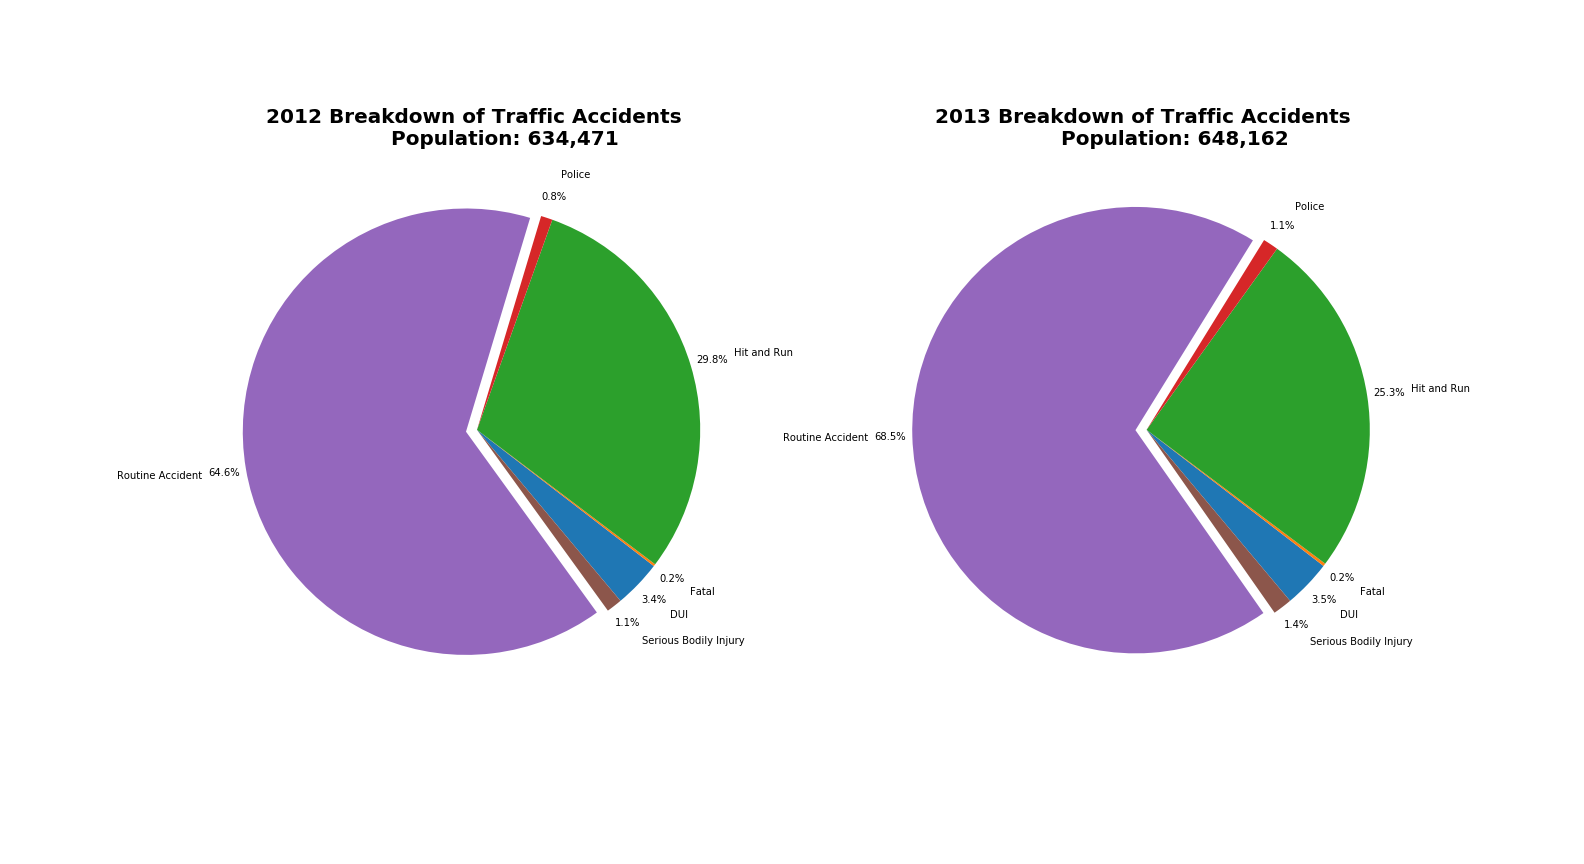 2012 Breakdown of Traffic Accidents
Population: 634,471
Police
0.8%
29.8% Hit and Run
Routine Accident 64.6%
0.2%
Fatal
3.4%
DUI
1.1%
Serious Bodily Injury
2013 Breakdown of Traffic Accidents
Population: 648,162
Police
1.1%
25.3% Hit and Run
Routine Accident 68.5%
0.2%
Fatal
3.5%
DUI
1.4%
Serious Bodily Injury